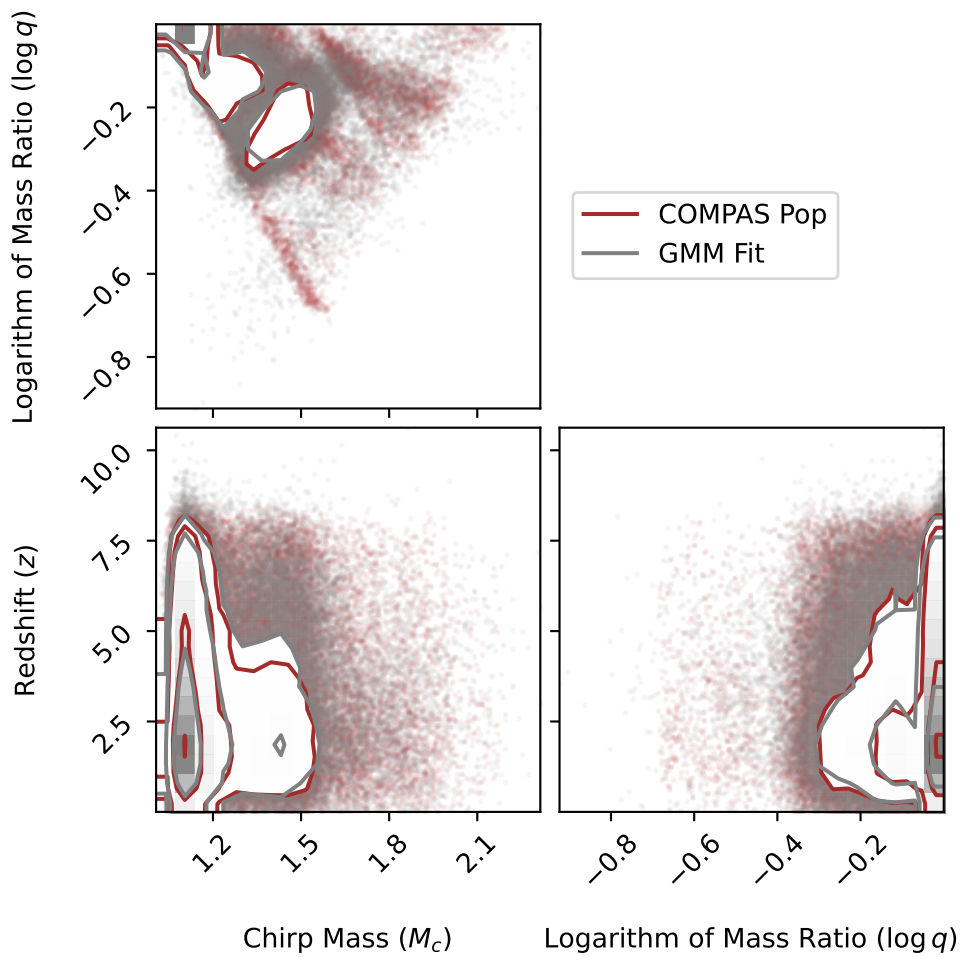 Logarithm of Mass Ratio (log q)
−0.2
−0.4
−0.6
−0.8
COMPAS Pop
GMM Fit
Redshift (z)
10.0
7.5
5.0
2.5
1.2 1.5 1.8 2.1
−0.8 −0.6 −0.4 −0.2
Chirp Mass (M_c)
Logarithm of Mass Ratio (log q)